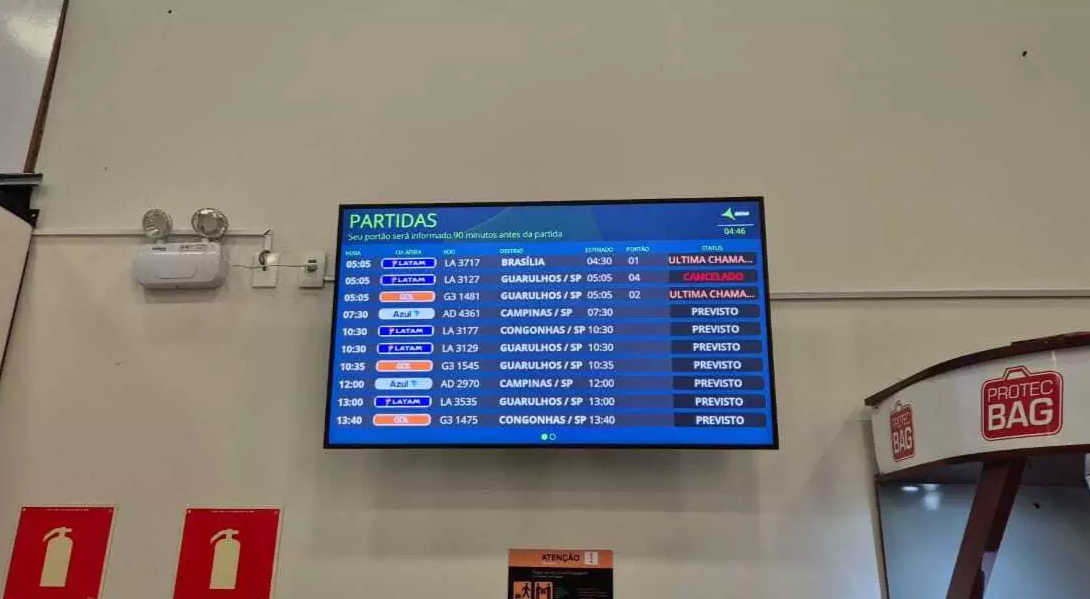 PARTIDAS
Seu portão será informado 90 minutos antes da partida
04:46
HORA CIA AÉREA VOO DESTINO ESTIMADO PORTÃO STATUS
05:05 LATAM LA 3717 BRASÍLIA 04:30 01 ULTIMA CHAMA...
05:05 LATAM LA 3127 GUARULHOS / SP 05:05 04 CANCELADO
05:05 GOL G3 1481 GUARULHOS / SP 05:05 02 ULTIMA CHAMA...
07:30 Azul AD 4361 CAMPINAS / SP 07:30 PREVISTO
10:30 LATAM LA 3177 CONGONHAS / SP 10:30 PREVISTO
10:30 LATAM LA 3129 GUARULHOS / SP 10:30 PREVISTO
10:35 GOL G3 1545 GUARULHOS / SP 10:35 PREVISTO
12:00 Azul AD 2970 CAMPINAS / SP 12:00 PREVISTO
13:00 LATAM LA 3535 GUARULHOS / SP 13:00 PREVISTO
13:40 GOL G3 1475 CONGONHAS / SP 13:40 PREVISTO
PROTEC
BAG
PROTEC
BAG
ATENÇÃO